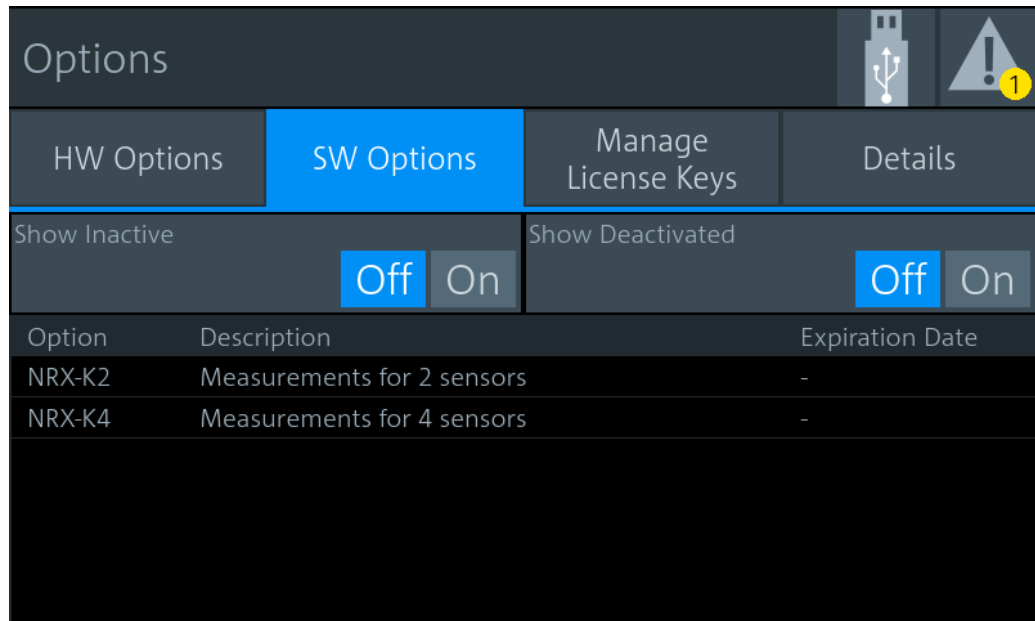 Options
1
HW Options
SW Options
Manage
License Keys
Details
Show Inactive
Off On
Show Deactivated
Off On
Option Description Expiration Date
NRX-K2 Measurements for 2 sensors -
NRX-K4 Measurements for 4 sensors -